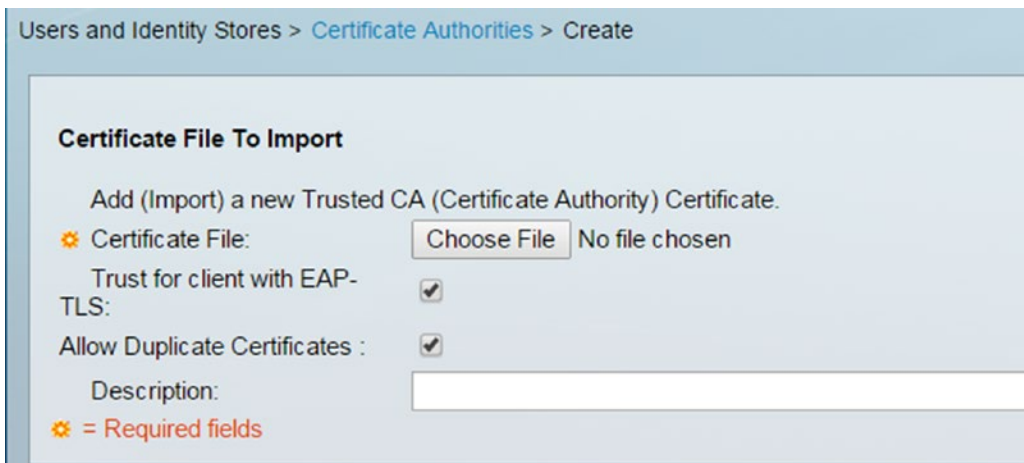 Users and Identity Stores > Certificate Authorities > Create
Certificate File To Import
Add (Import) a new Trusted CA (Certificate Authority) Certificate.
Certificate File: Choose File No file chosen
Trust for client with EAP-
TLS:
Allow Duplicate Certificates :
Description:
= Required fields